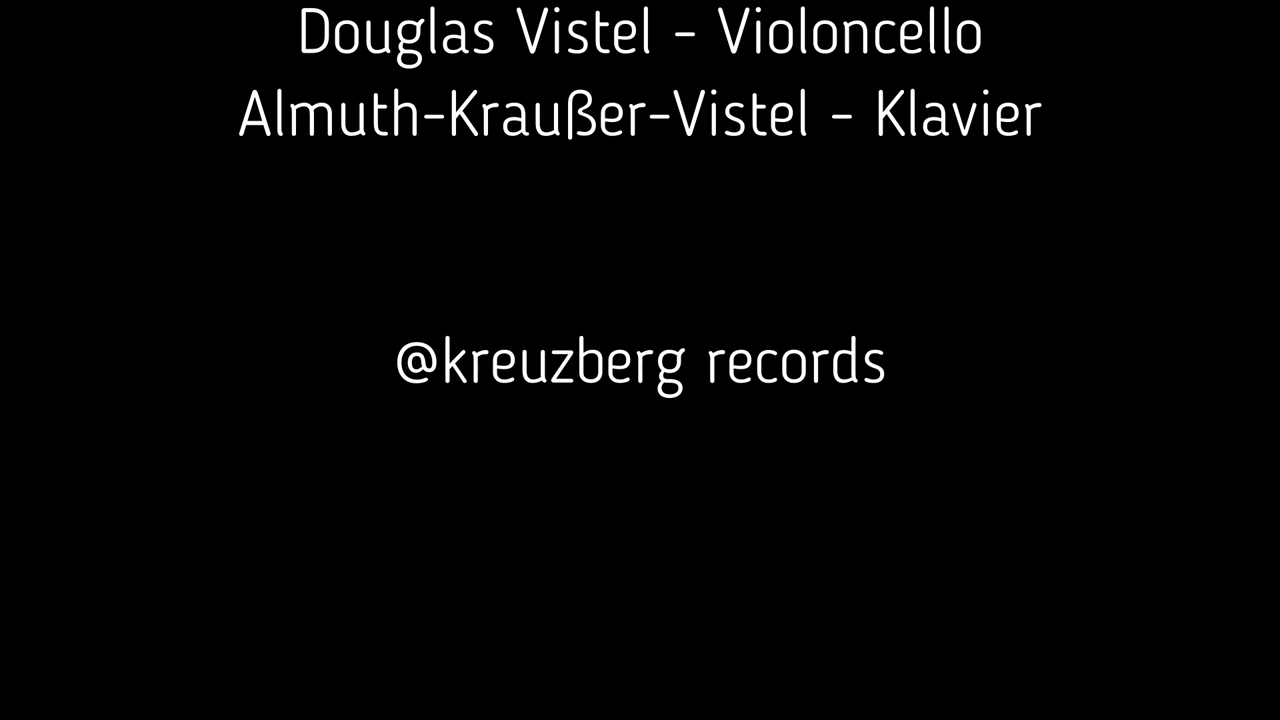 Douglas Vistel - Violoncello
Almuth-Kraußer-Vistel - Klavier
@kreuzberg records